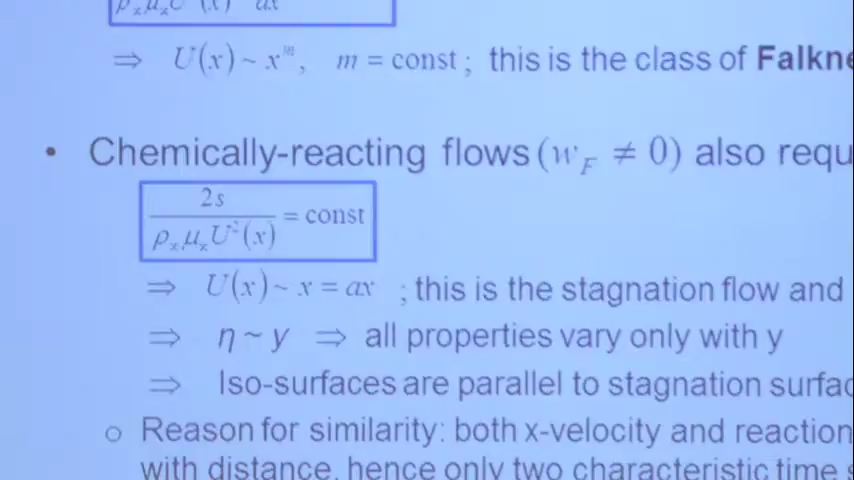 ⇒ U(x) ~ x^m, m = const ; this is the class of Falkne
• Chemically-reacting flows (w_F ≠ 0) also requ
2s / ρ_x μ_x U²(x) = const
⇒ U(x) ~ x = ax ; this is the stagnation flow and
⇒ η ~ y ⇒ all properties vary only with y
⇒ Iso-surfaces are parallel to stagnation surfac
o Reason for similarity: both x-velocity and reaction
with distance, hence only two characteristic time s